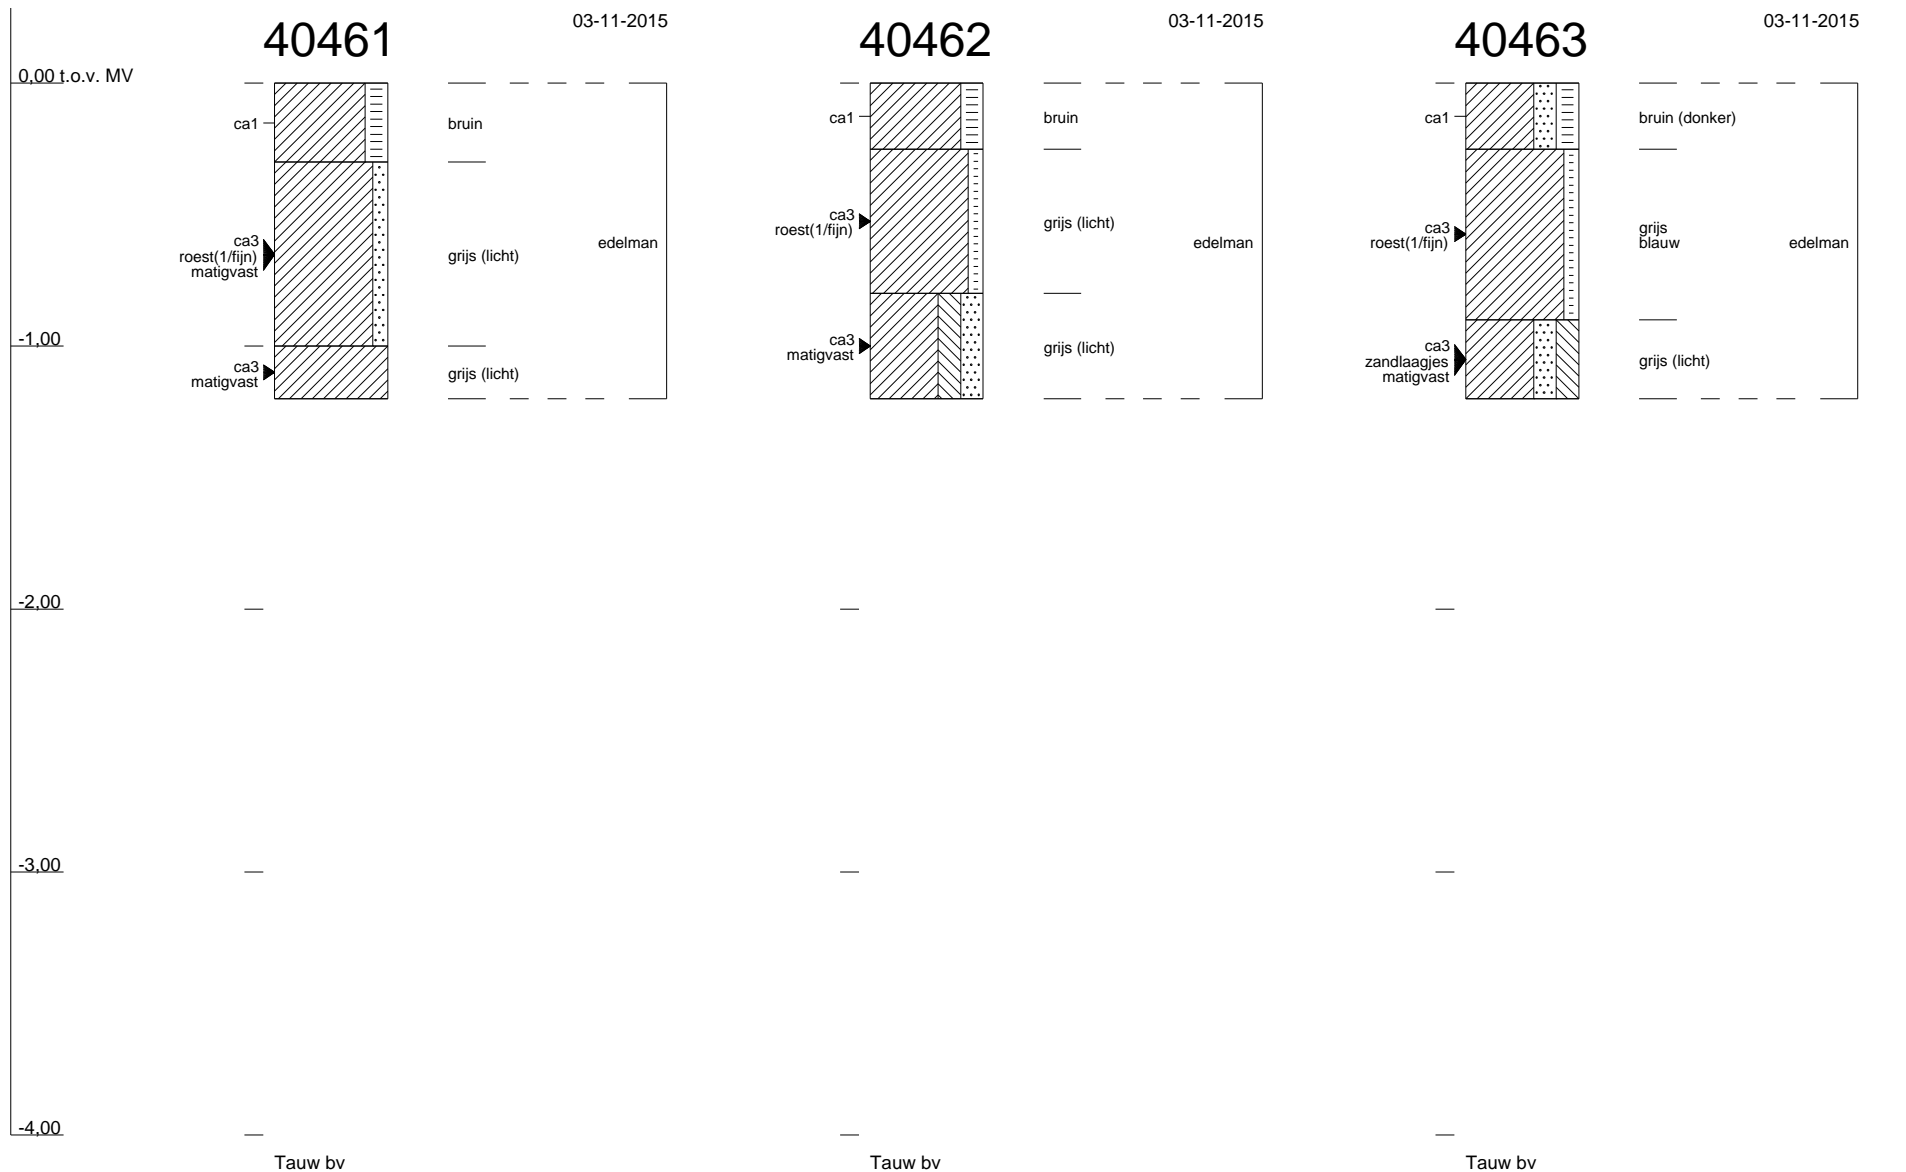 40461
03-11-2015
40462
03-11-2015
40463
03-11-2015
0,00 t.o.v. MV
-1,00
-2,00
-3,00
-4,00
ca1
bruin
ca3
roest(1/fijn)
matigvast
grijs (licht)
edelman
ca3
matigvast
grijs (licht)
Tauw bv
ca1
bruin
ca3
roest(1/fijn)
grijs (licht)
edelman
ca3
matigvast
grijs (licht)
Tauw bv
ca1
bruin (donker)
ca3
roest(1/fijn)
grijs
blauw
edelman
ca3
zandlaagjes
matigvast
grijs (licht)
Tauw bv